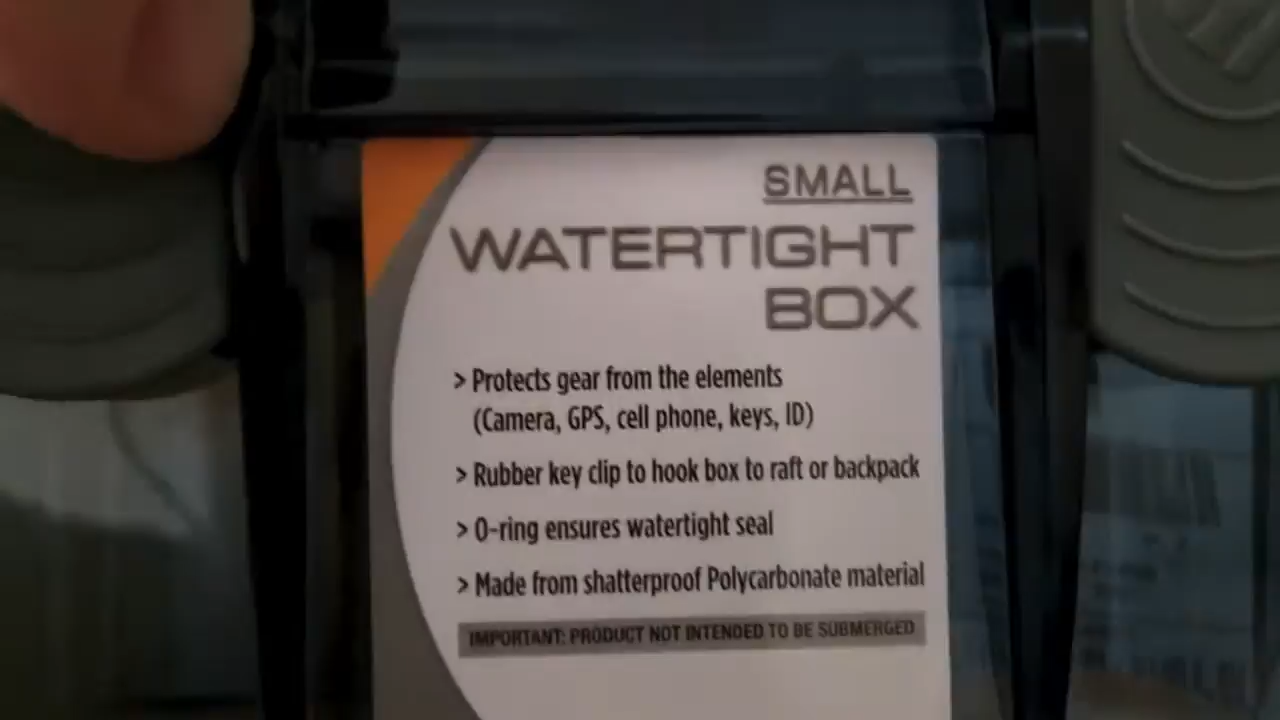 SMALL
WATERTIGHT
BOX
> Protects gear from the elements
(Camera, GPS, cell phone, keys, ID)
> Rubber key clip to hook box to raft or backpack
> O-ring ensures watertight seal
> Made from shatterproof Polycarbonate material
IMPORTANT: PRODUCT NOT INTENDED TO BE SUBMERGED